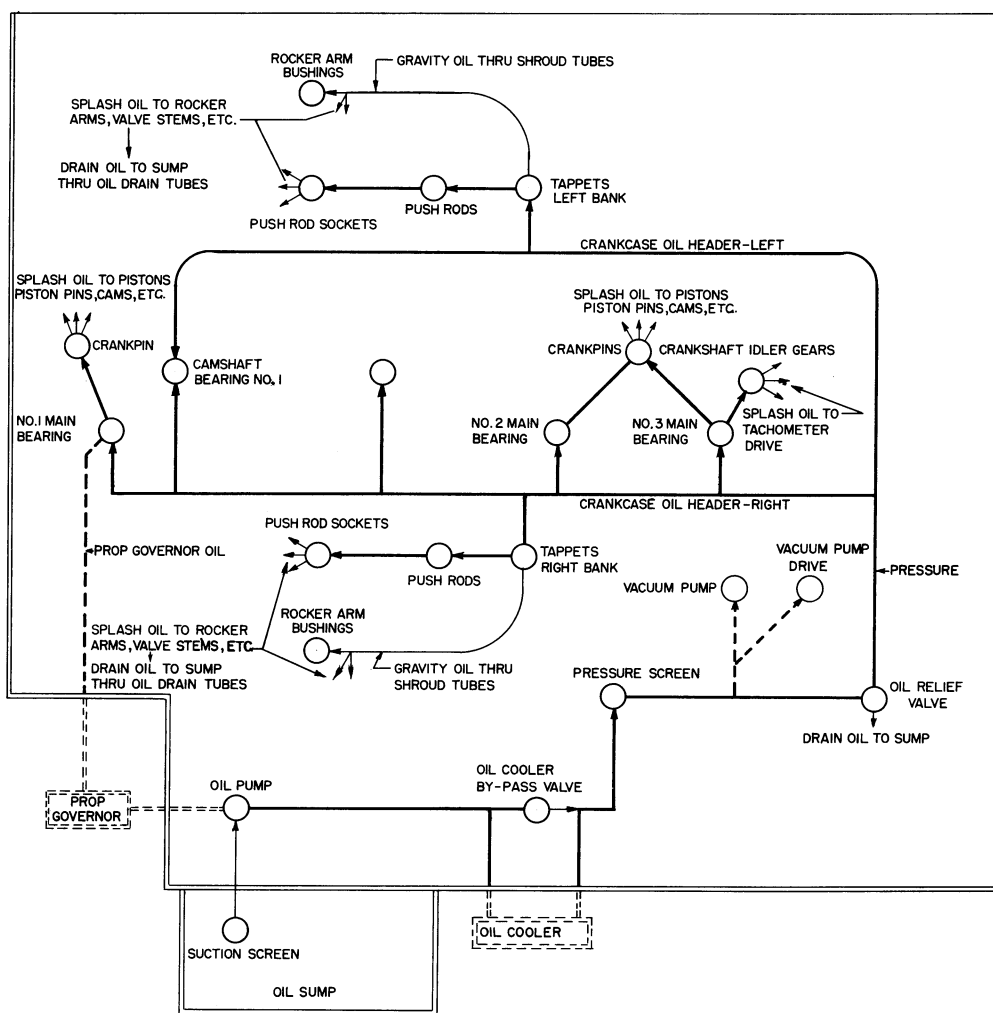 ROCKER ARM
BUSHINGS
GRAVITY OIL THRU SHROUD TUBES
SPLASH OIL TO ROCKER
ARMS, VALVE STEMS, ETC.
DRAIN OIL TO SUMP
THRU OIL DRAIN TUBES
PUSH ROD SOCKETS
PUSH RODS
TAPPETS
LEFT BANK
CRANKCASE OIL HEADER-LEFT
SPLASH OIL TO PISTONS
PISTON PINS, CAMS, ETC.
CRANKPIN
CAMSHAFT
BEARING NO. 1
SPLASH OIL TO PISTONS
PISTON PINS, CAMS, ETC.
CRANKPINS
CRANKSHAFT IDLER GEARS
NO. 1 MAIN
BEARING
NO. 2 MAIN
BEARING
NO. 3 MAIN
BEARING
SPLASH OIL TO
TACHOMETER
DRIVE
CRANKCASE OIL HEADER-RIGHT
PUSH ROD SOCKETS
PROP GOVERNOR OIL
PUSH RODS
TAPPETS
RIGHT BANK
VACUUM PUMP
VACUUM PUMP
DRIVE
PRESSURE
ROCKER ARM
BUSHINGS
SPLASH OIL TO ROCKER
ARMS, VALVE STEMS, ETC
DRAIN OIL TO SUMP
THRU OIL DRAIN TUBES
GRAVITY OIL THRU
SHROUD TUBES
PRESSURE SCREEN
OIL RELIEF
VALVE
DRAIN OIL TO SUMP
PROP
GOVERNOR
OIL PUMP
OIL COOLER
BY-PASS VALVE
OIL COOLER
SUCTION SCREEN
OIL SUMP